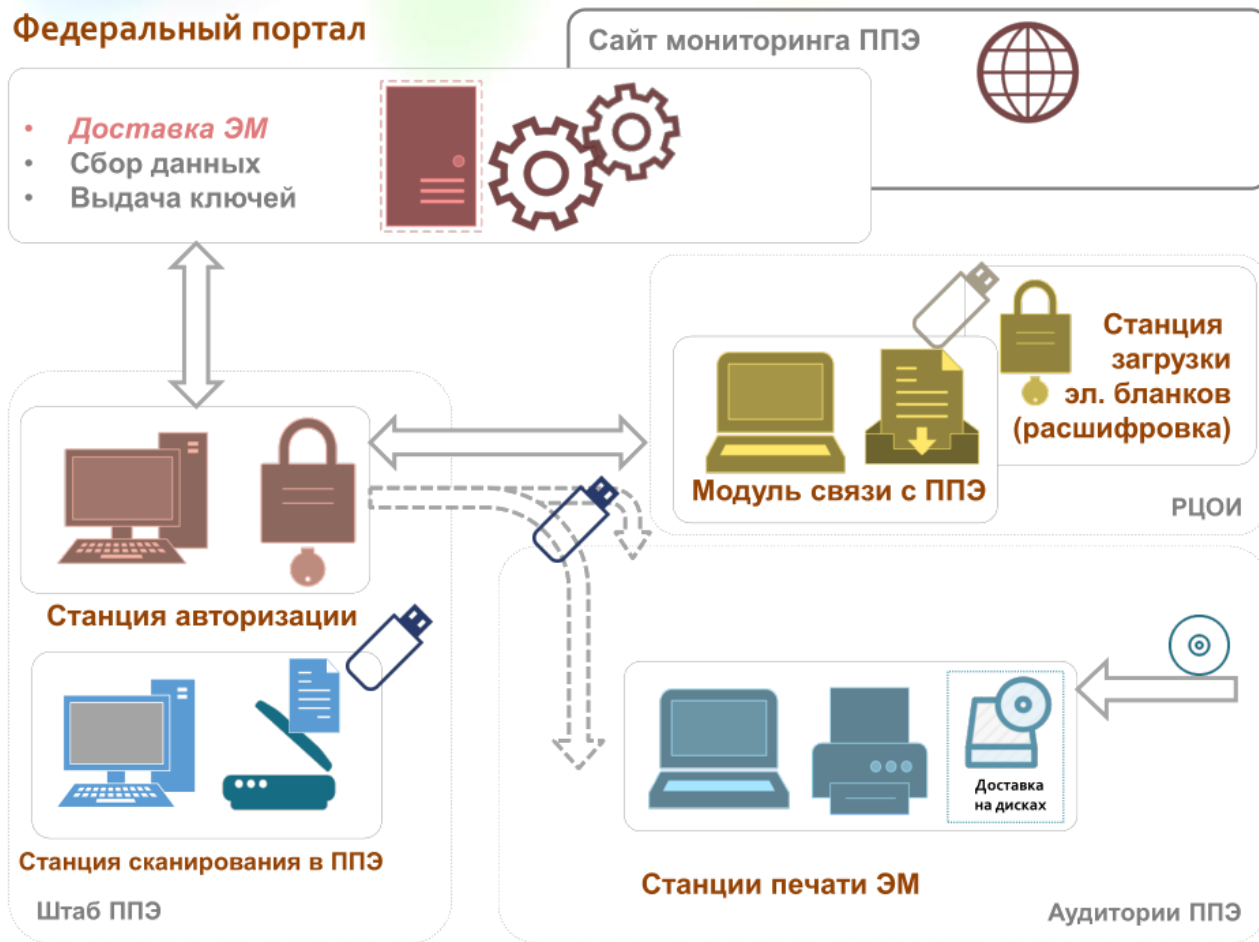 Федеральный портал
Сайт мониторинга ППЭ
• Доставка ЭМ
• Сбор данных
• Выдача ключей
Станция
загрузки
эл. бланков
(расшифровка)
Модуль связи с ППЭ
РЦОИ
Станция авторизации
Доставка
на дисках
Станция сканирования в ППЭ
Станции печати ЭМ
Штаб ППЭ
Аудитории ППЭ